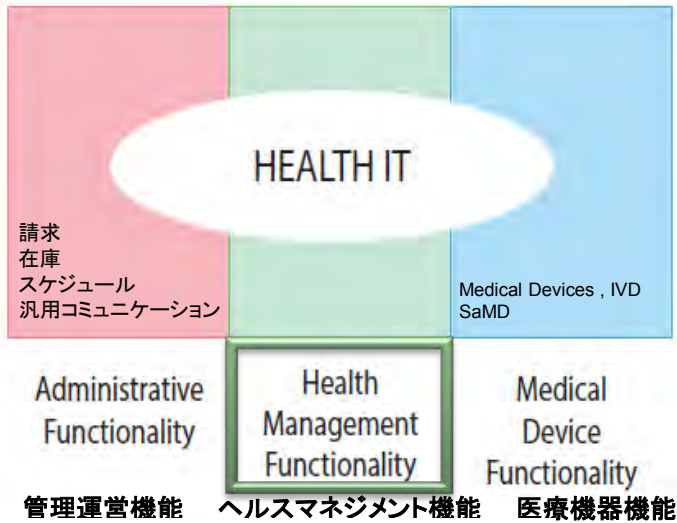 HEALTH IT
請求
在庫
スケジュール
汎用コミュニケーション
Medical Devices , IVD
SaMD
Administrative
Functionality
Health
Management
Functionality
Medical
Device
Functionality
管理運営機能
ヘルスマネジメント機能
医療機器機能